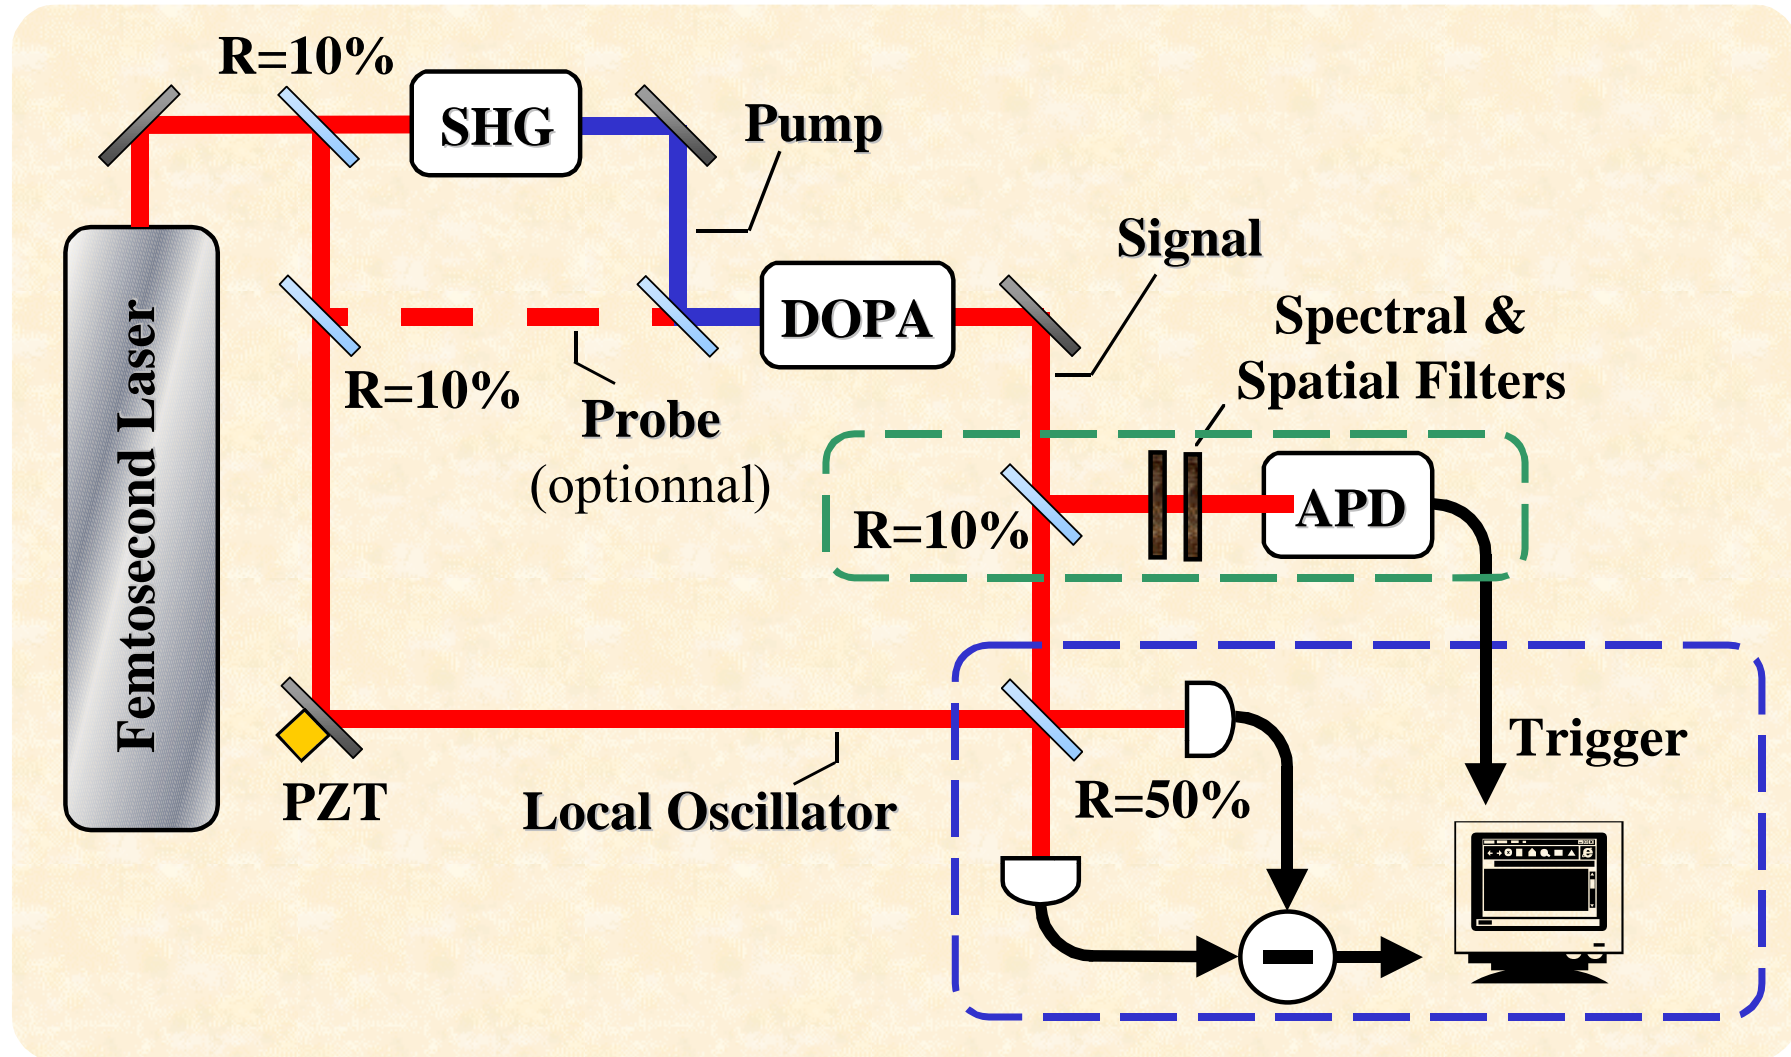 R=10%
SHG
Pump
Signal
DOPA
Spectral &
Spatial Filters
R=10%
Probe
(optionnal)
Femtosecond Laser
R=10%
APD
Trigger
PZT
Local Oscillator
R=50%